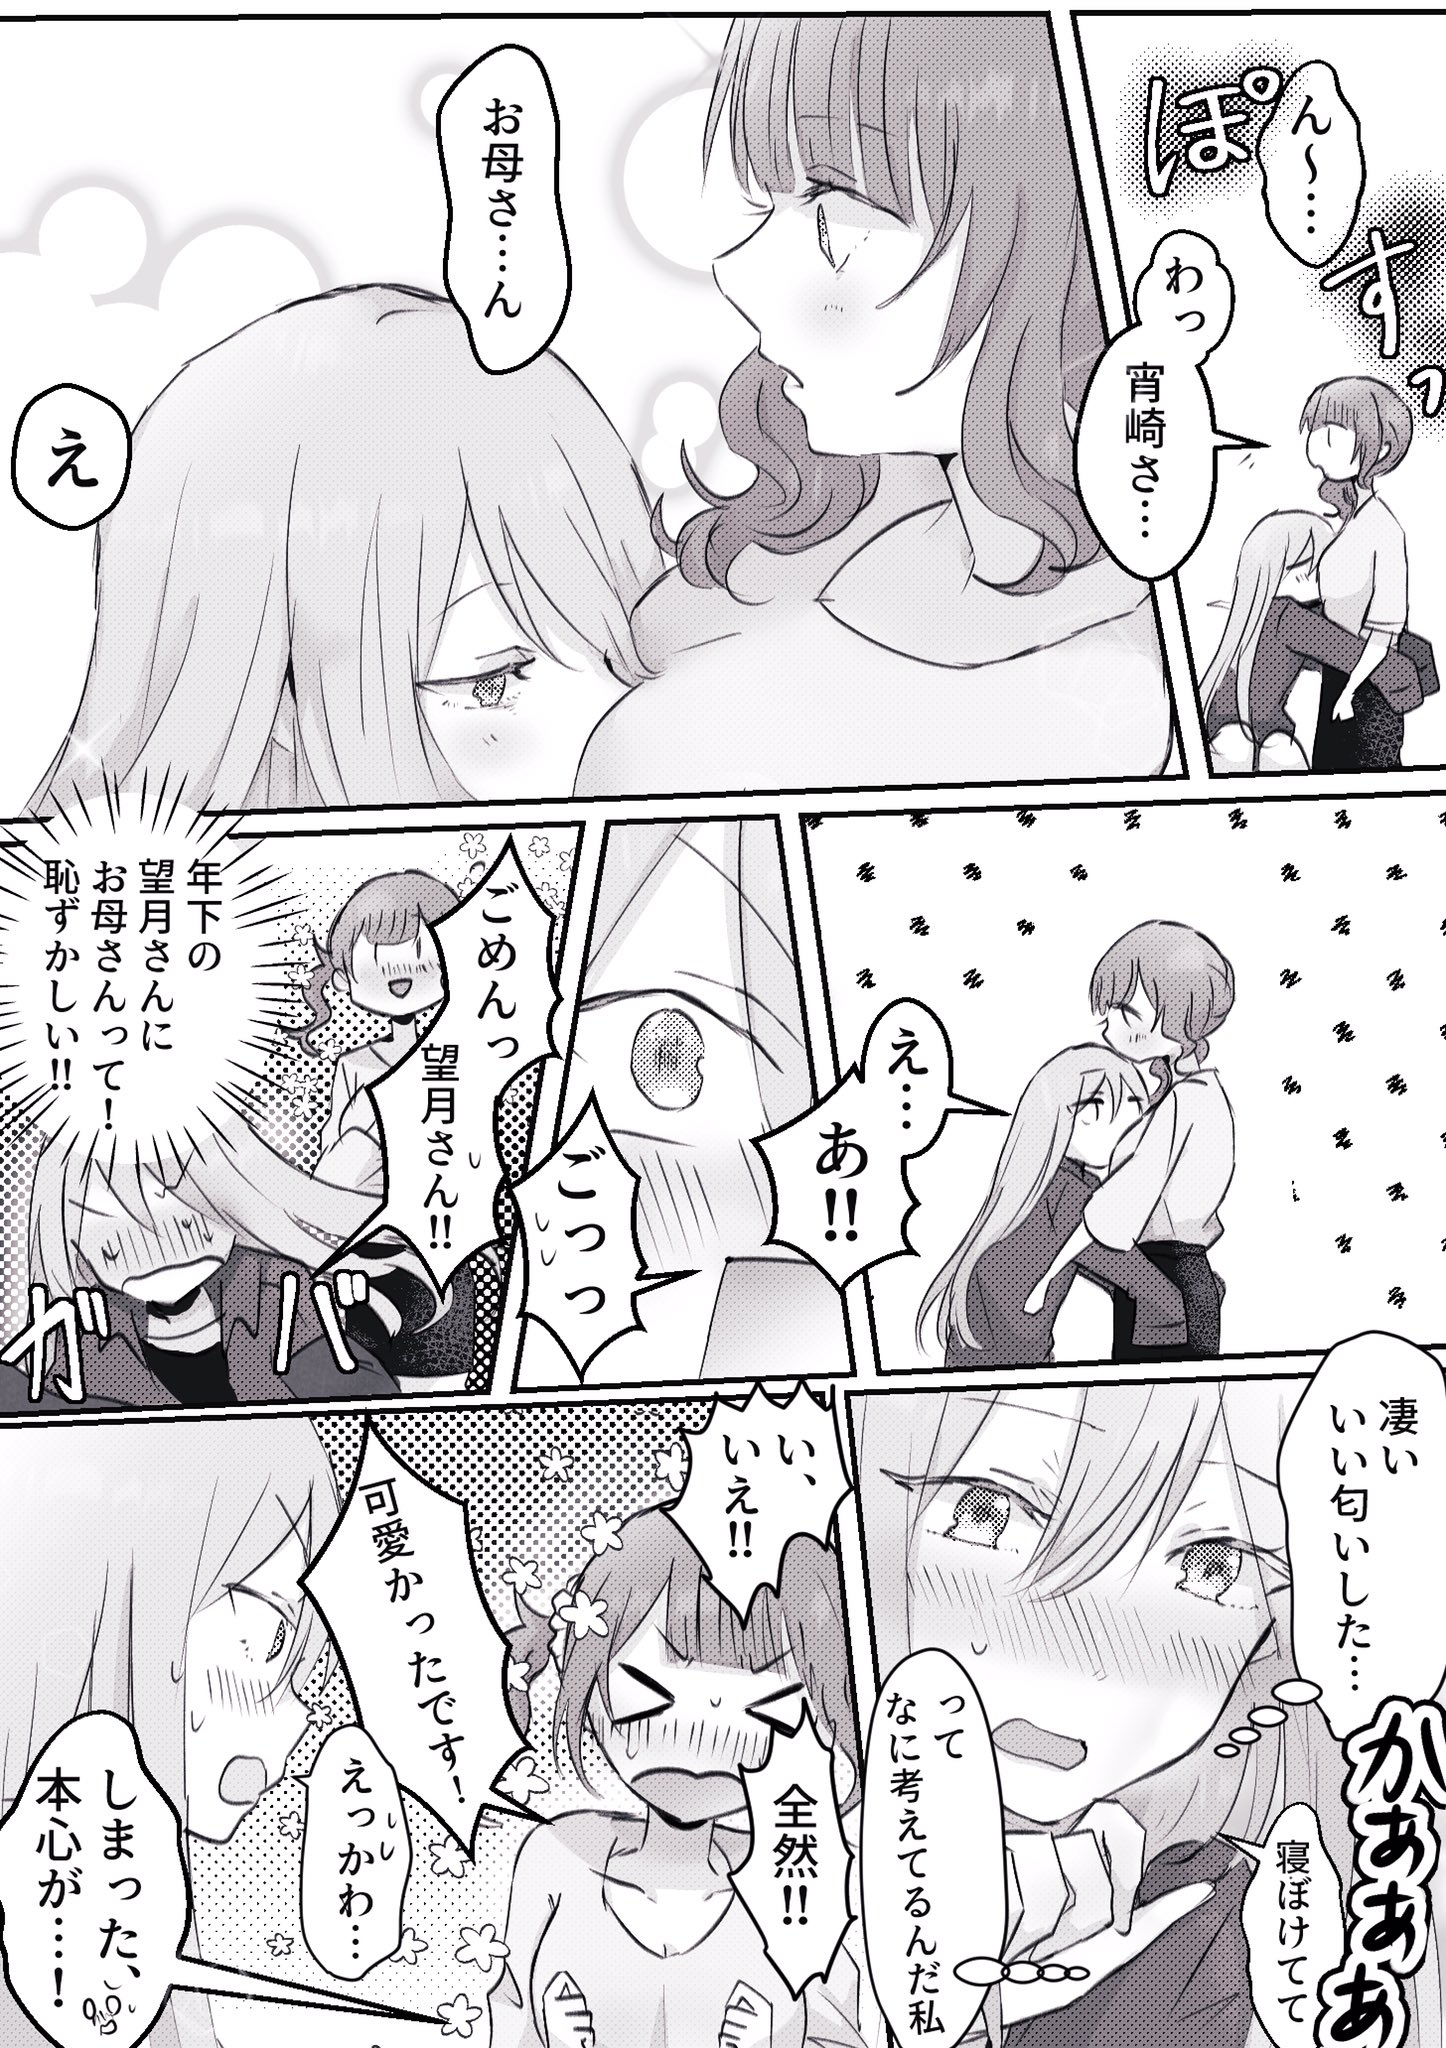 ん～…
ぽすっ
わっ
宵崎さ…
お母さ…ん
え
え…
あ!!
ごっっ
ごめんっ
望月さん!!
年下の
望月さんに
お母さんって！
恥ずかしい!!
ガバ
凄い
いい匂いした…
かぁぁぁぁ
寝ぼけてて
って
なに考えてるんだ私
い、
いえ!!
全然!!
可愛かったです！
えっかわ…
しまった、
本心が…！